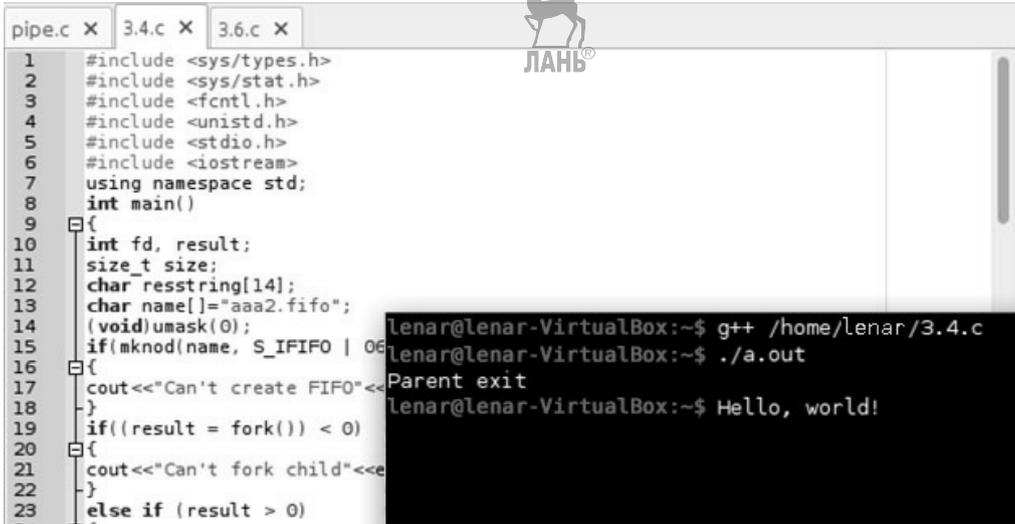 pipe.c × 3.4.c × 3.6.c ×
ЛАНЬ®
1 #include <sys/types.h>
2 #include <sys/stat.h>
3 #include <fcntl.h>
4 #include <unistd.h>
5 #include <stdio.h>
6 #include <iostream>
7 using namespace std;
8 int main()
9 {
10 int fd, result;
11 size_t size;
12 char resstring[14];
13 char name[]="aaa2.fifo";
14 (void)umask(0);
15 if(mknod(name, S_IFIFO | 06
16 {
17 cout<<"Can't create FIFO"<<
18 }
19 if((result = fork()) < 0)
20 {
21 cout<<"Can't fork child"<<e
22 }
23 else if (result > 0)
lenar@lenar-VirtualBox:~$ g++ /home/lenar/3.4.c
lenar@lenar-VirtualBox:~$ ./a.out
Parent exit
lenar@lenar-VirtualBox:~$ Hello, world!